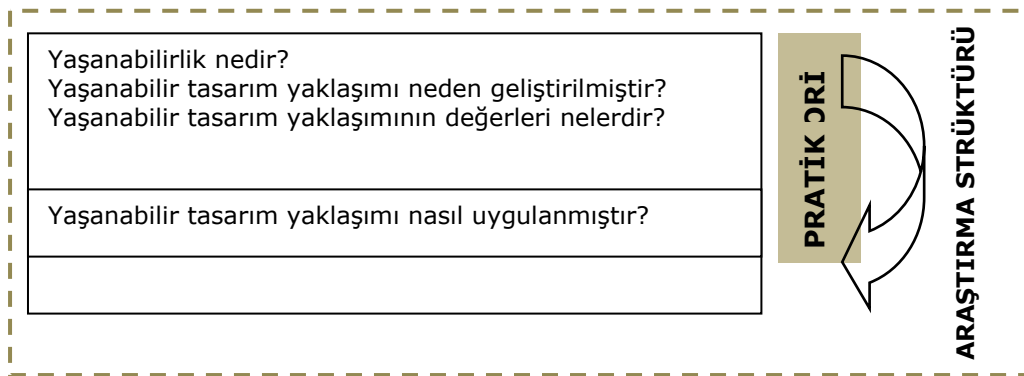 Yaşanabilirlik nedir?
Yaşanabilir tasarım yaklaşımı neden geliştirilmiştir?
Yaşanabilir tasarım yaklaşımının değerleri nelerdir?
Yaşanabilir tasarım yaklaşımı nasıl uygulanmıştır?
PRATİK
ARAŞTIRMA STRÜKTÜRÜ